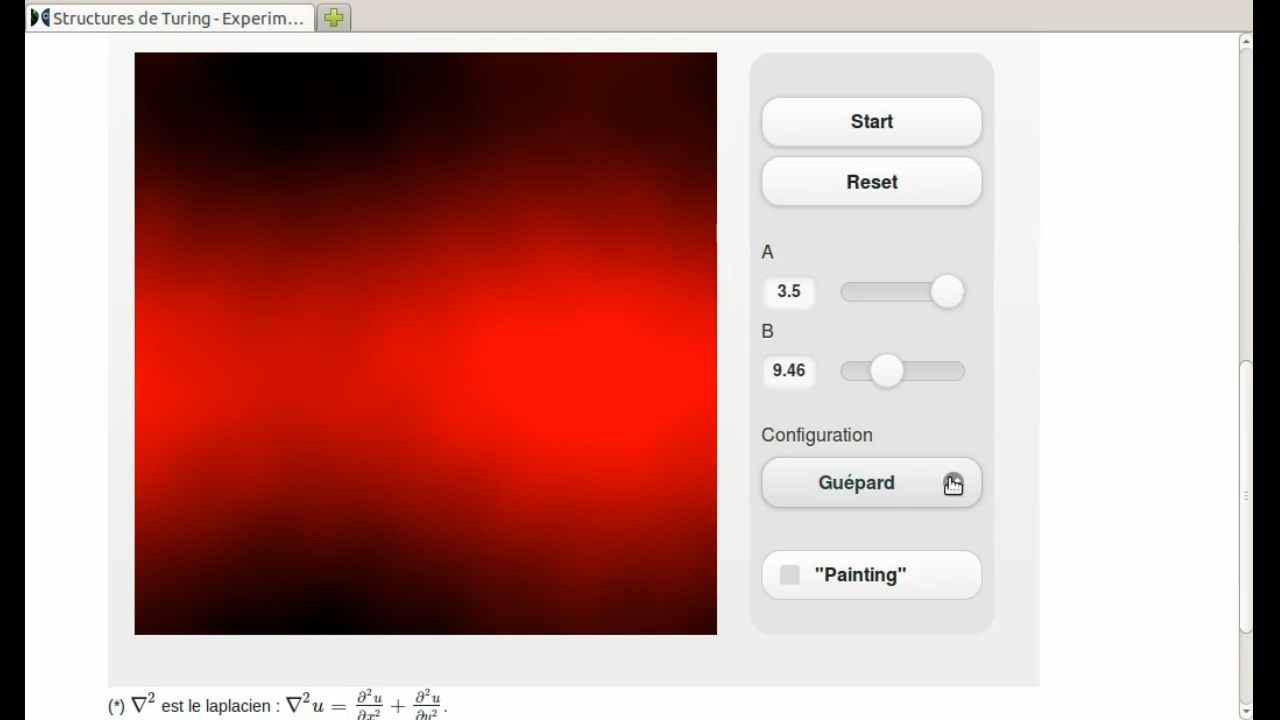 Structures de Turing - Experim...
Start
Reset
A
3.5
B
9.46
Configuration
Guépard
"Painting"
(*) ∇² est le laplacien : ∇²u = ∂²u/∂x² + ∂²u/∂y².